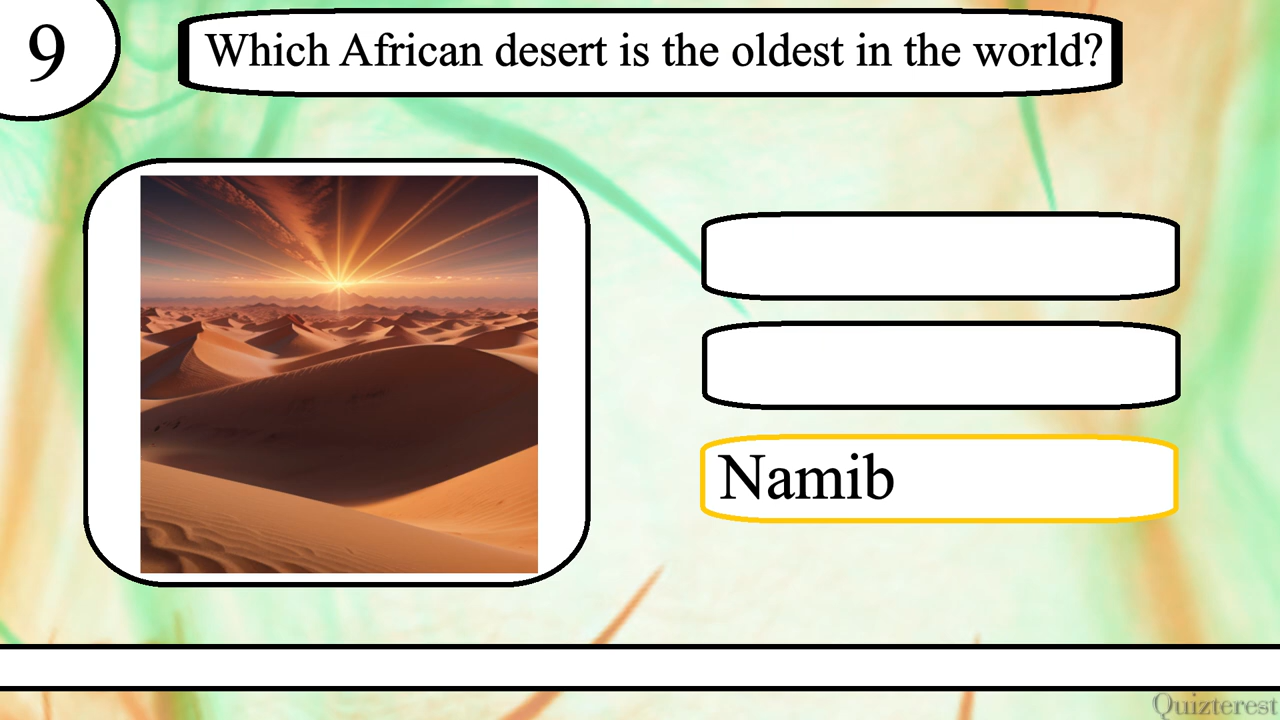 9
Which African desert is the oldest in the world?
Namib
Quizterest